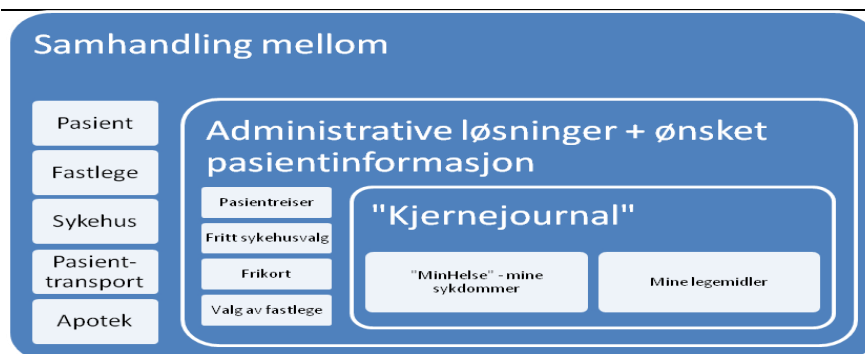 Samhandling mellom
Pasient
Fastlege
Sykehus
Pasient-
transport
Apotek
Administrative løsninger + ønsket
pasientinformasjon
Pasientreiser
Fritt sykehusvalg
Frikort
Valg av fastlege
"Kjernejournal"
"MinHelse" - mine
sykdommer
Mine legemidler